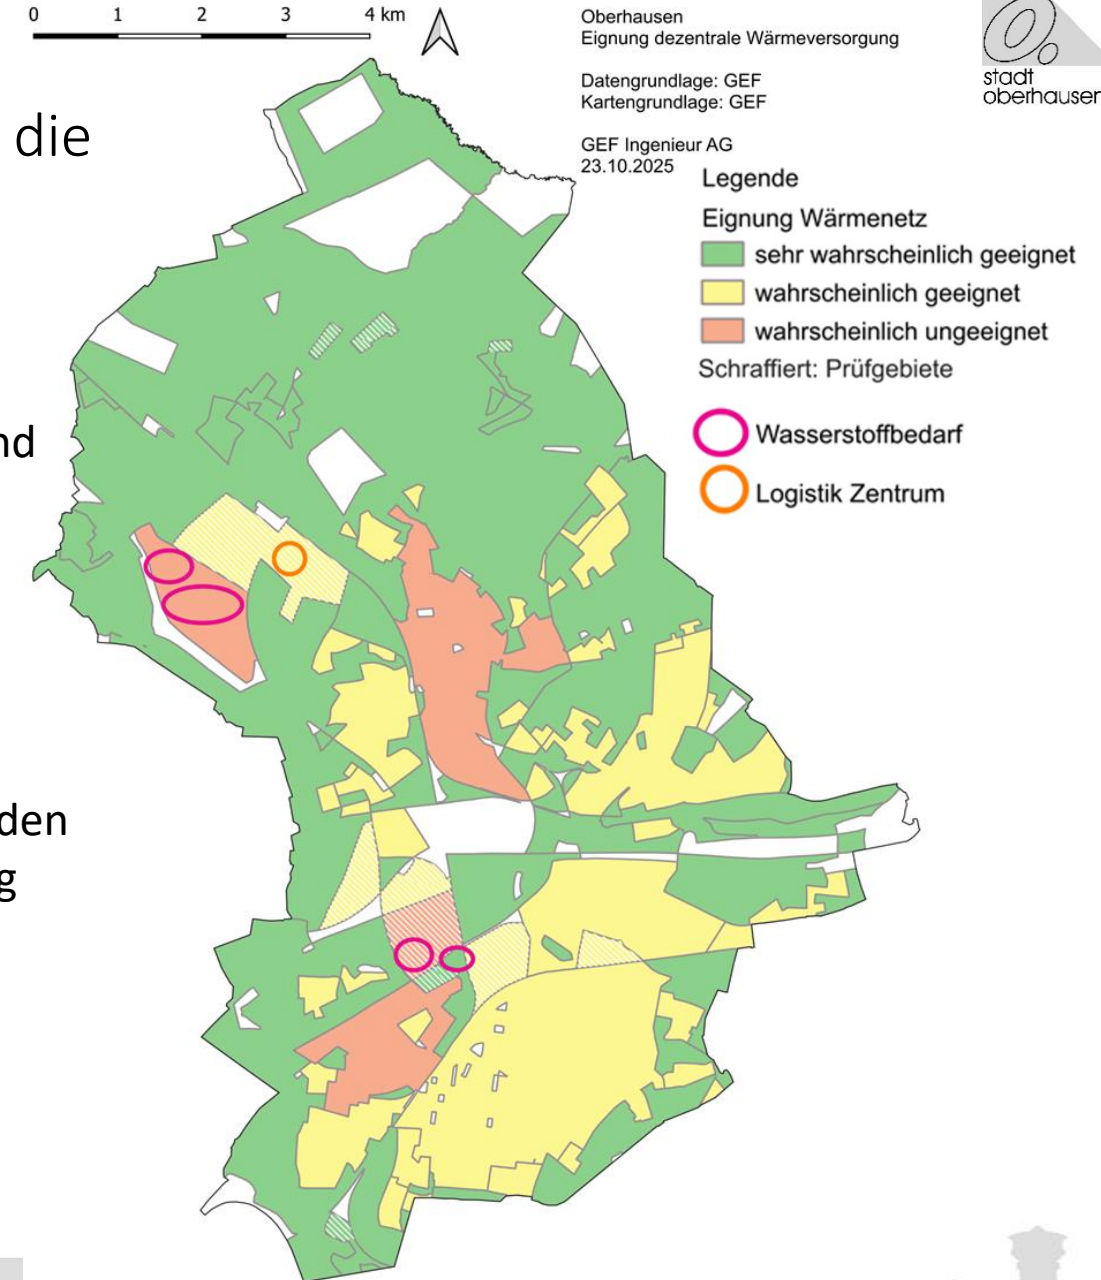 0 1 2 3 4 km
Oberhausen
Eignung dezentrale Wärmeversorgung
Datengrundlage: GEF
Kartengrundlage: GEF
GEF Ingenieur AG
23.10.2025
stadt
oberhausen
die
Legende
Eignung Wärmenetz
sehr wahrscheinlich geeignet
wahrscheinlich geeignet
wahrscheinlich ungeeignet
Schraffiert: Prüfgebiete
Wasserstoffbedarf
Logistik Zentrum
nd
den
g